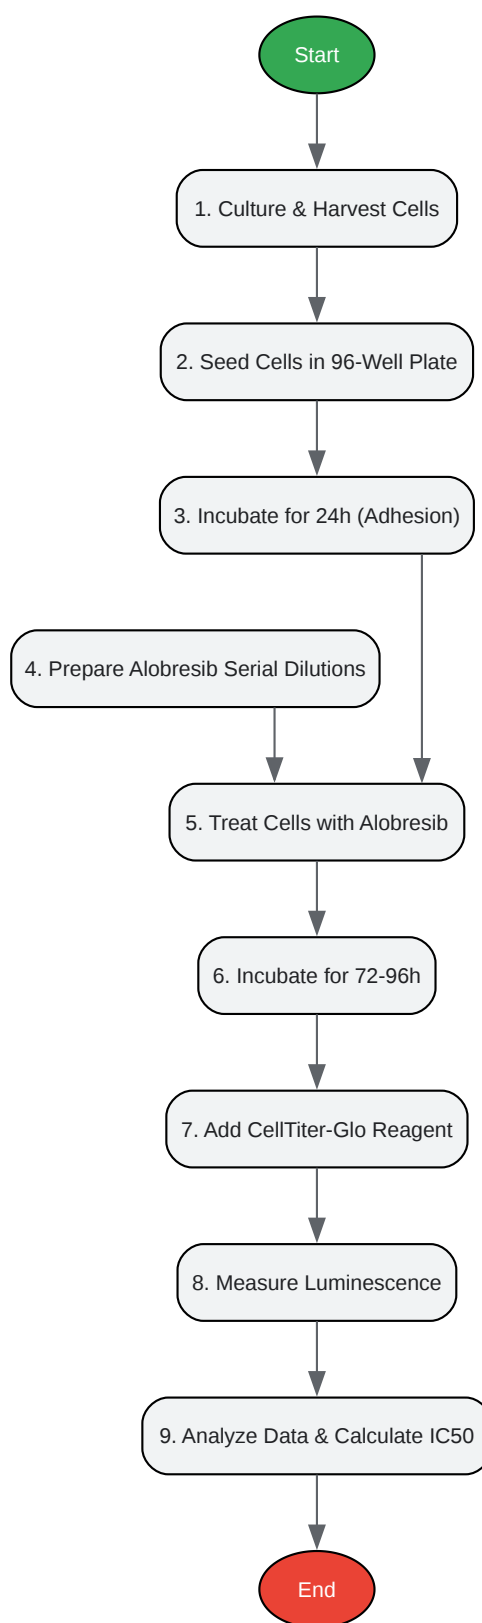 Start
1. Culture & Harvest Cells
2. Seed Cells in 96-Well Plate
3. Incubate for 24h (Adhesion)
4. Prepare Alobresib Serial Dilutions
5. Treat Cells with Alobresib
6. Incubate for 72-96h
7. Add CellTiter-Glo Reagent
8. Measure Luminescence
9. Analyze Data & Calculate IC50
End